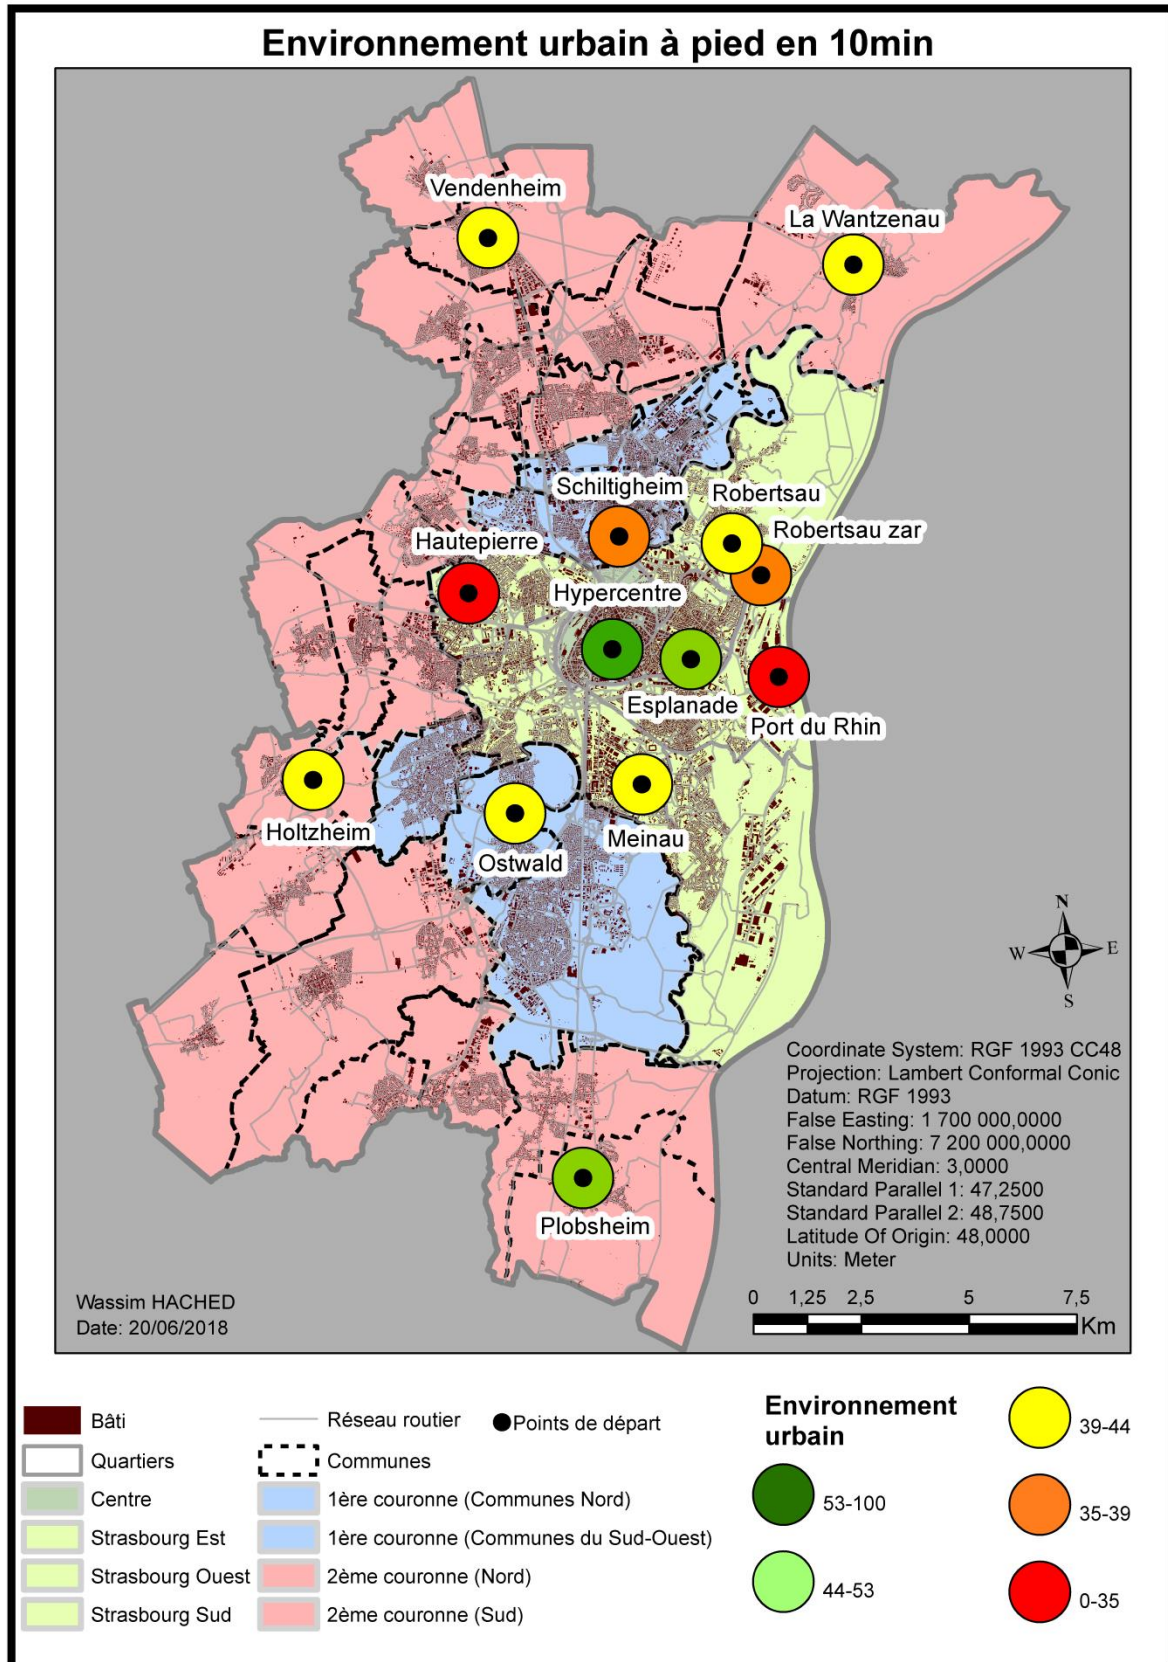 Environnement urbain à pied en 10min
Vendenheim
La Wantzenau
Schiltigheim
Robertsau
Hautepierre
Robertsau zar
Hypercentre
Esplanade
Port du Rhin
Holtzheim
Ostwald
Meinau
Plobsheim
N
W
E
S
Coordinate System: RGF 1993 CC48
Projection: Lambert Conformal Conic
Datum: RGF 1993
False Easting: 1 700 000,0000
False Northing: 7 200 000,0000
Central Meridian: 3,0000
Standard Parallel 1: 47,2500
Standard Parallel 2: 48,7500
Latitude Of Origin: 48,0000
Units: Meter
0 1,25 2,5 5 7,5
Km
Wassim HACHED
Date: 20/06/2018
Bâti
Quartiers
Centre
Strasbourg Est
Strasbourg Ouest
Strasbourg Sud
Réseau routier
Communes
1ère couronne (Communes Nord)
1ère couronne (Communes du Sud-Ouest)
2ème couronne (Nord)
2ème couronne (Sud)
Points de départ
Environnement
urbain
53-100
44-53
39-44
35-39
0-35